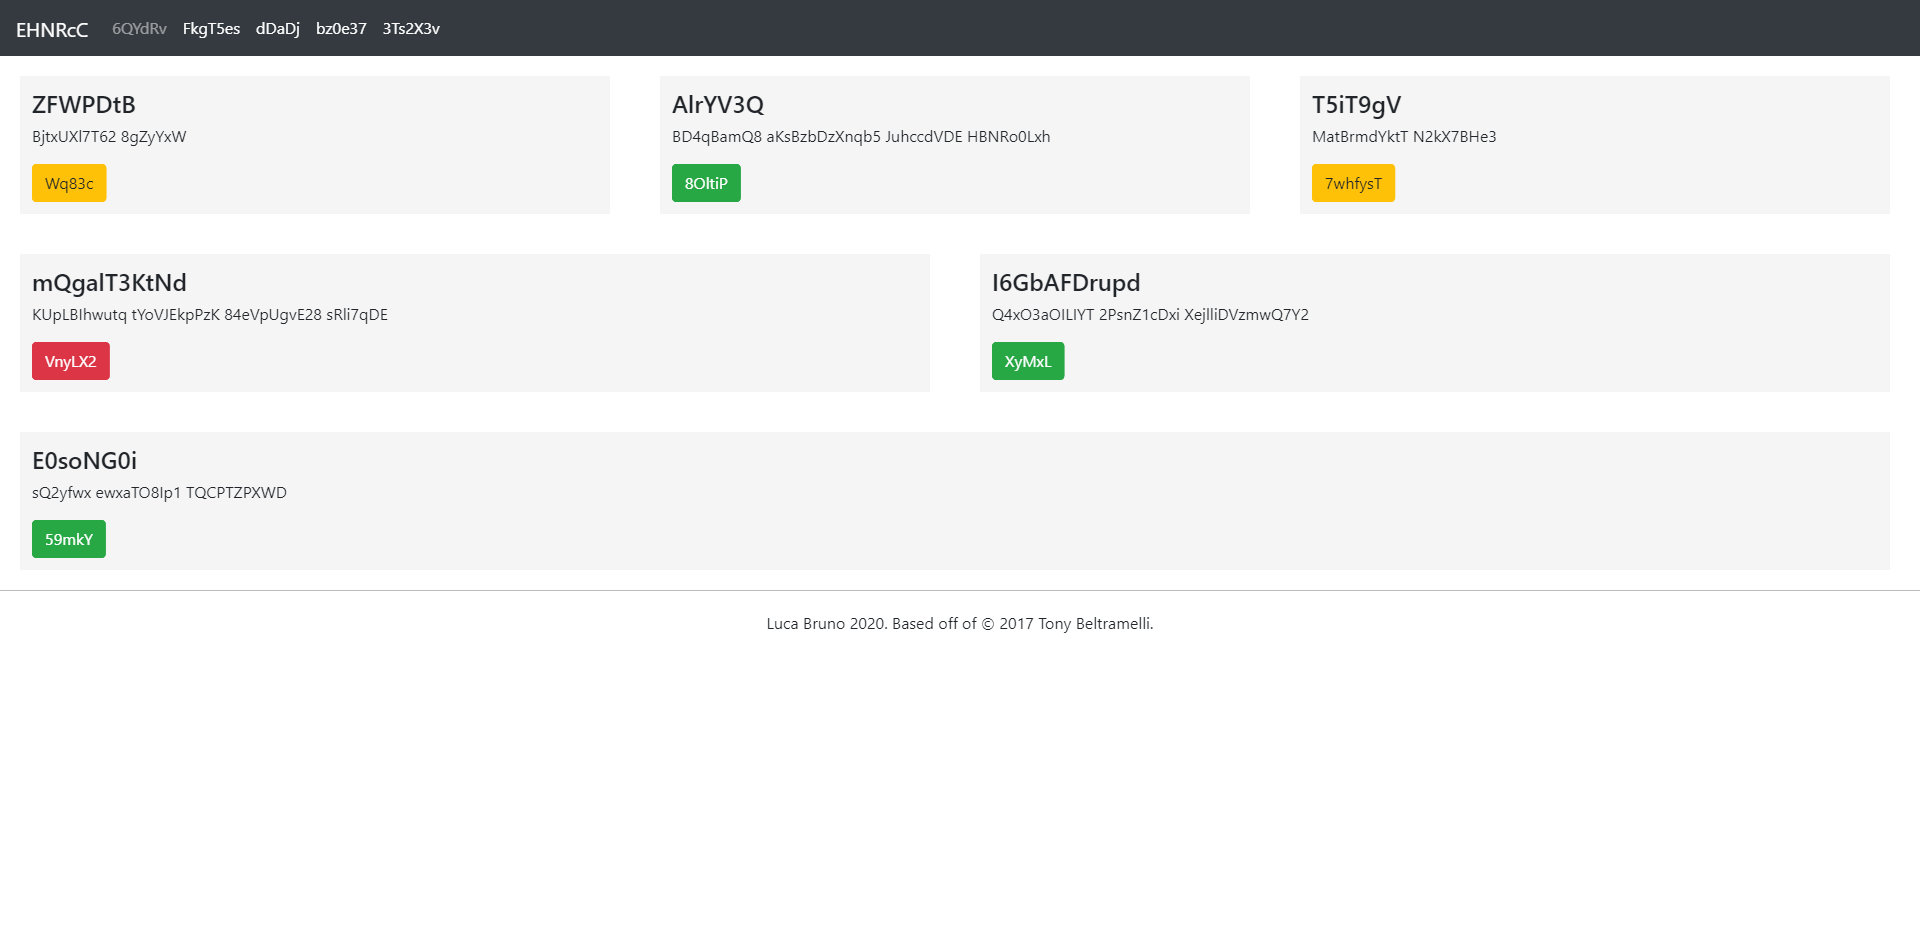 EHNRcC 6QYdRv FkgT5es dDaDj bz0e37 3Ts2X3v
ZFWPDtB
BjtxUXl7T62 8gZyYxW
Wq83c
AlrYV3Q
BD4qBamQ8 aKsBzbDzXnqb5 JuhccdVDE HBNRo0Lxh
8OltiP
T5iT9gV
MatBrmdYktT N2kX7BHe3
7whfysT
mQgalT3KtNd
KUpLBIhwutq tYoVJEkpPzK 84eVpUgvE28 sRli7qDE
VnyLX2
I6GbAFDrupd
Q4xO3aOILIYT 2PsnZ1cDxi XejlliDVzmwQ7Y2
XyMxL
E0soNG0i
sQ2yfwx ewxaTO8Ip1 TQCPTZPXWD
59mkY
Luca Bruno 2020. Based off of © 2017 Tony Beltramelli.